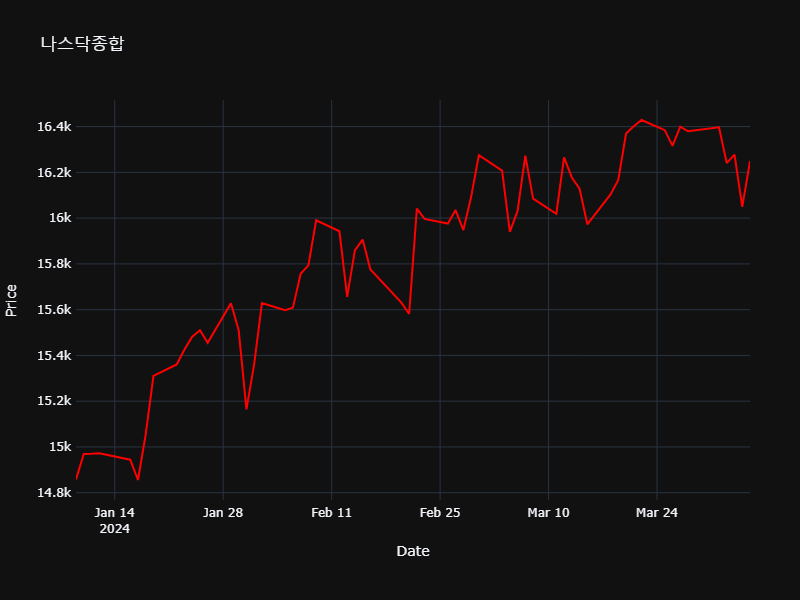 나스닥종합
Price
16.4k
16.2k
16k
15.8k
15.6k
15.4k
15.2k
15k
14.8k
Jan 14 Jan 28 Feb 11 Feb 25 Mar 10 Mar 24
2024
Date